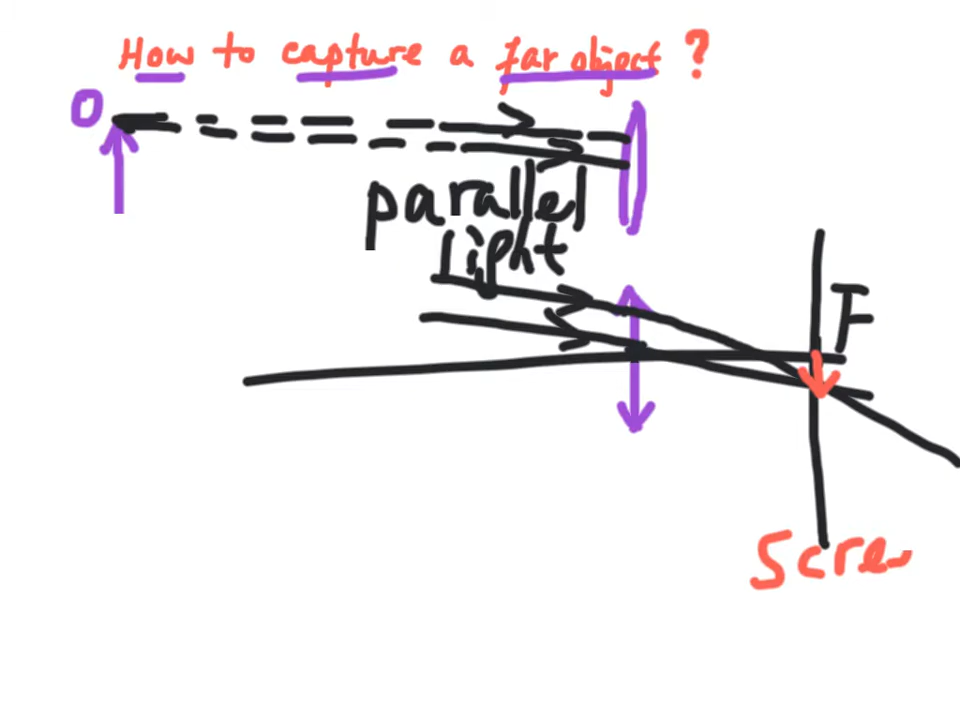 How to capture a far object ?
O
parallel
light
F
Scre